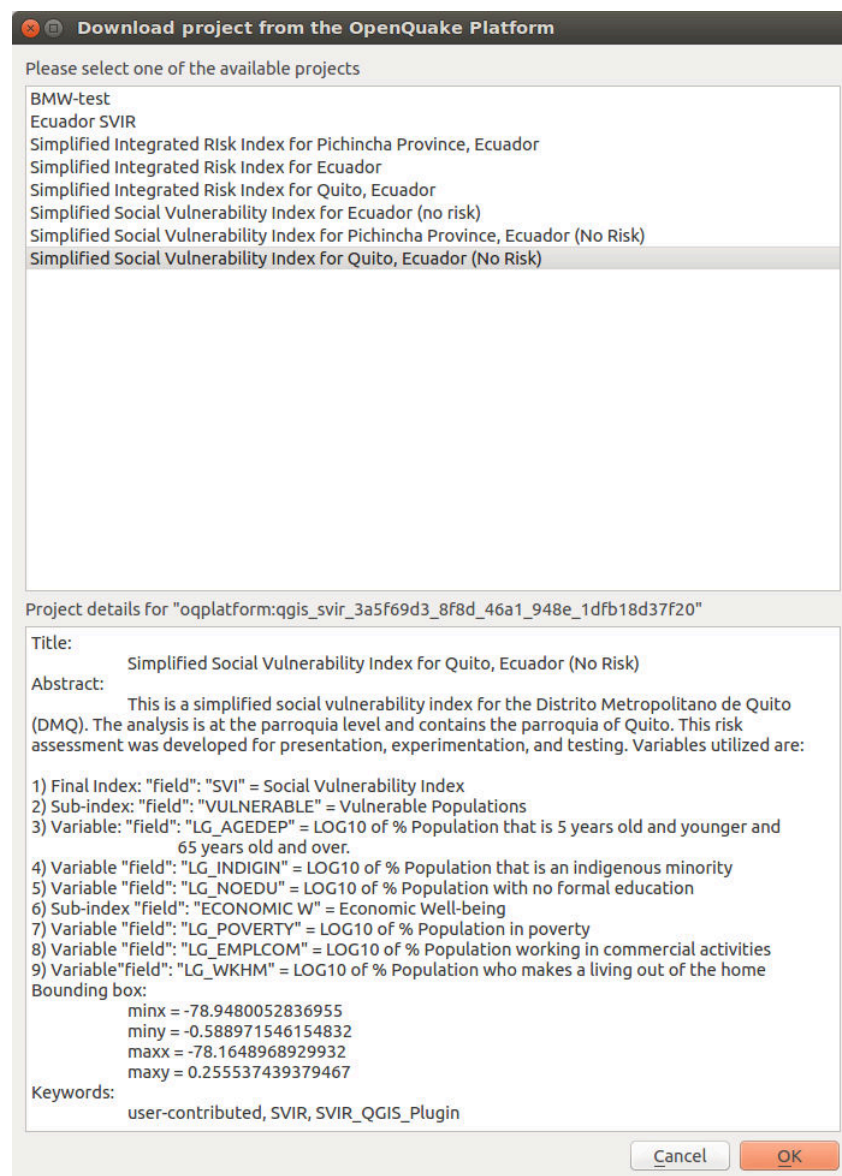 Download project from the OpenQuake Platform
Please select one of the available projects
BMW-test
Ecuador SVIR
Simplified Integrated RIsk Index for Pichincha Province, Ecuador
Simplified Integrated Risk Index for Ecuador
Simplified Integrated Risk Index for Quito, Ecuador
Simplified Social Vulnerability Index for Ecuador (no risk)
Simplified Social Vulnerability Index for Pichincha Province, Ecuador (No Risk)
Simplified Social Vulnerability Index for Quito, Ecuador (No Risk)
Project details for "oqplatform:qgis_svir_3a5f69d3_8f8d_46a1_948e_1dfb18d37f20"
Title:
Simplified Social Vulnerability Index for Quito, Ecuador (No Risk)
Abstract:
This is a simplified social vulnerability index for the Distrito Metropolitano de Quito
(DMQ). The analysis is at the parroquia level and contains the parroquia of Quito. This risk
assessment was developed for presentation, experimentation, and testing. Variables utilized are:
1) Final Index: "field": "SVI" = Social Vulnerability Index
2) Sub-index: "field": "VULNERABLE" = Vulnerable Populations
3) Variable: "field": "LG_AGEDEP" = LOG10 of % Population that is 5 years old and younger and
65 years old and over.
4) Variable "field": "LG_INDIGIN" = LOG10 of % Population that is an indigenous minority
5) Variable "field": "LG_NOEDU" = LOG10 of % Population with no formal education
6) Sub-index "field": "ECONOMIC W" = Economic Well-being
7) Variable "field": "LG_POVERTY" = LOG10 of % Population in poverty
8) Variable "field": "LG_EMPLCOM" = LOG10 of % Population working in commercial activities
9) Variable"field": "LG_WKHM" = LOG10 of % Population who makes a living out of the home
Bounding box:
minx = -78.9480052836955
miny = -0.588971546154832
maxx = -78.1648968929932
maxy = 0.255537439379467
Keywords:
user-contributed, SVIR, SVIR_QGIS_Plugin
Cancel OK